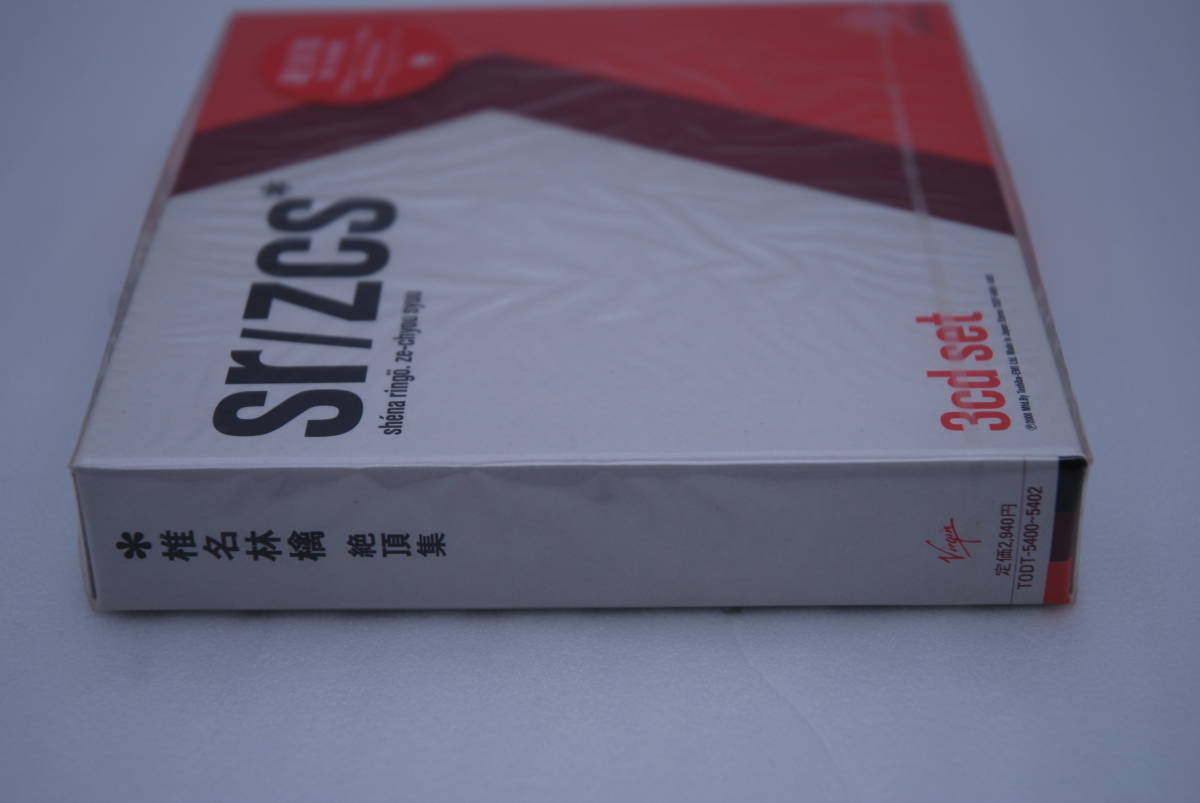 sr/zcs*
shéna ringö. ze-chyou syuu
3cd set
*椎名林檎 絶頂集
Virgin
定価2,940円
TODT-5400~5402